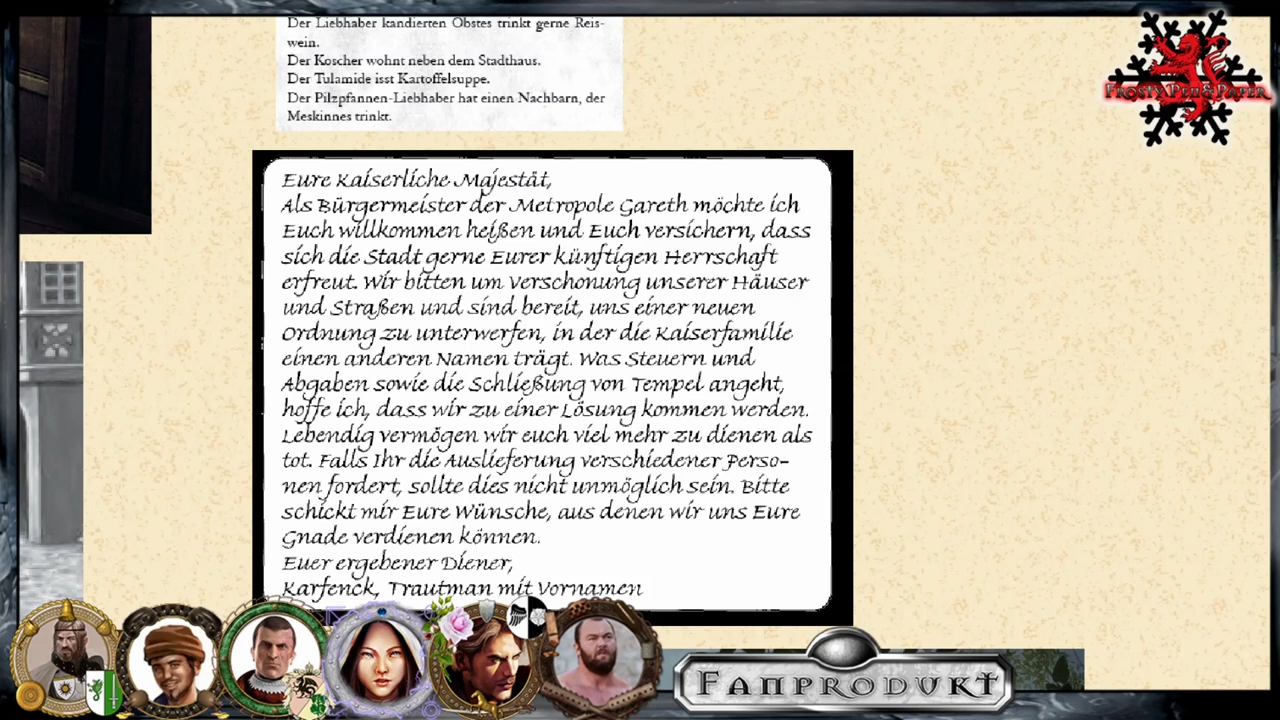 Der Liebhaber kandierten Obstes trinkt gerne Reis-
wein.
Der Koscher wohnt neben dem Stadthaus.
Der Tulamide isst Kartoffelsuppe.
Der Pilzpfannen-Liebhaber hat einen Nachbarn, der
Meskinnes trinkt.
Frosty Pen & Paper
Eure Kaiserliche Majestät,
Als Bürgermeister der Metropole Gareth möchte ich
Euch willkommen heißen und Euch versichern, dass
sich die Stadt gerne Eurer künftigen Herrschaft
erfreut. Wir bitten um Verschonung unserer Häuser
und Straßen und sind bereit, uns einer neuen
Ordnung zu unterwerfen, in der die Kaiserfamilie
einen anderen Namen trägt. Was Steuern und
Abgaben sowie die Schließung von Tempel angeht,
hoffe ich, dass wir zu einer Lösung kommen werden.
Lebendig vermögen wir euch viel mehr zu dienen als
tot. Falls Ihr die Auslieferung verschiedener Perso-
nen fordert, sollte dies nicht unmöglich sein. Bitte
schickt mir Eure Wünsche, aus denen wir uns Eure
Gnade verdienen können.
Euer ergebener Diener,
Karfenck, Trautman mit Vornamen
Fanprodukt